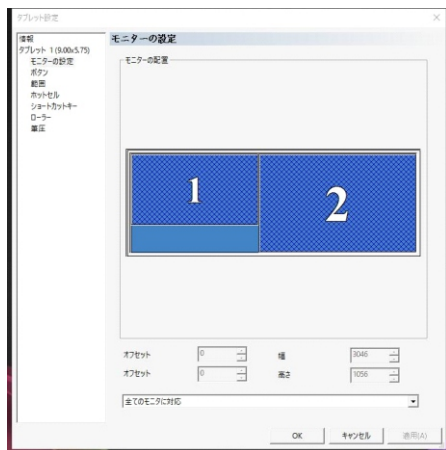 タブレット設定
情報
タブレット 1 (9.00x5.75)
モニターの設定
ボタン
範囲
ホットセル
ショートカットキー
ローラー
筆圧
モニターの設定
モニターの配置
1
2
オフセット 0 幅 3046
オフセット 0 高さ 1056
全てのモニタに対応
OK キャンセル 適用(A)